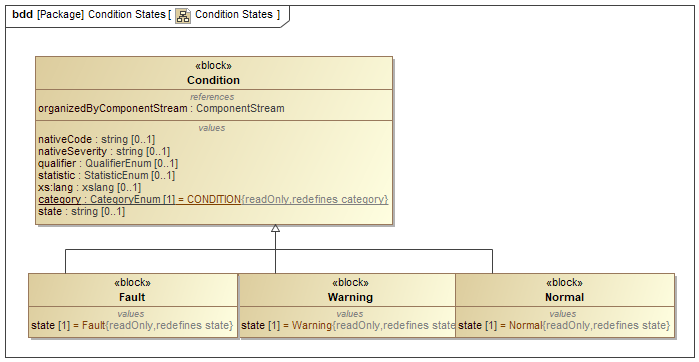 bdd [Package] Condition States [ Condition States ]
«block»
Condition
references
organizedByComponentStream : ComponentStream
values
nativeCode : string [0..1]
nativeSeverity : string [0..1]
qualifier : QualifierEnum [0..1]
statistic : StatisticEnum [0..1]
xs:lang : xslang [0..1]
category : CategoryEnum [1] = CONDITION{readOnly,redefines category}
state : string [0..1]
«block»
Fault
values
state [1] = Fault{readOnly,redefines state}
«block»
Warning
values
state [1] = Warning{readOnly,redefines state
«block»
Normal
values
state [1] = Normal{readOnly,redefines state}